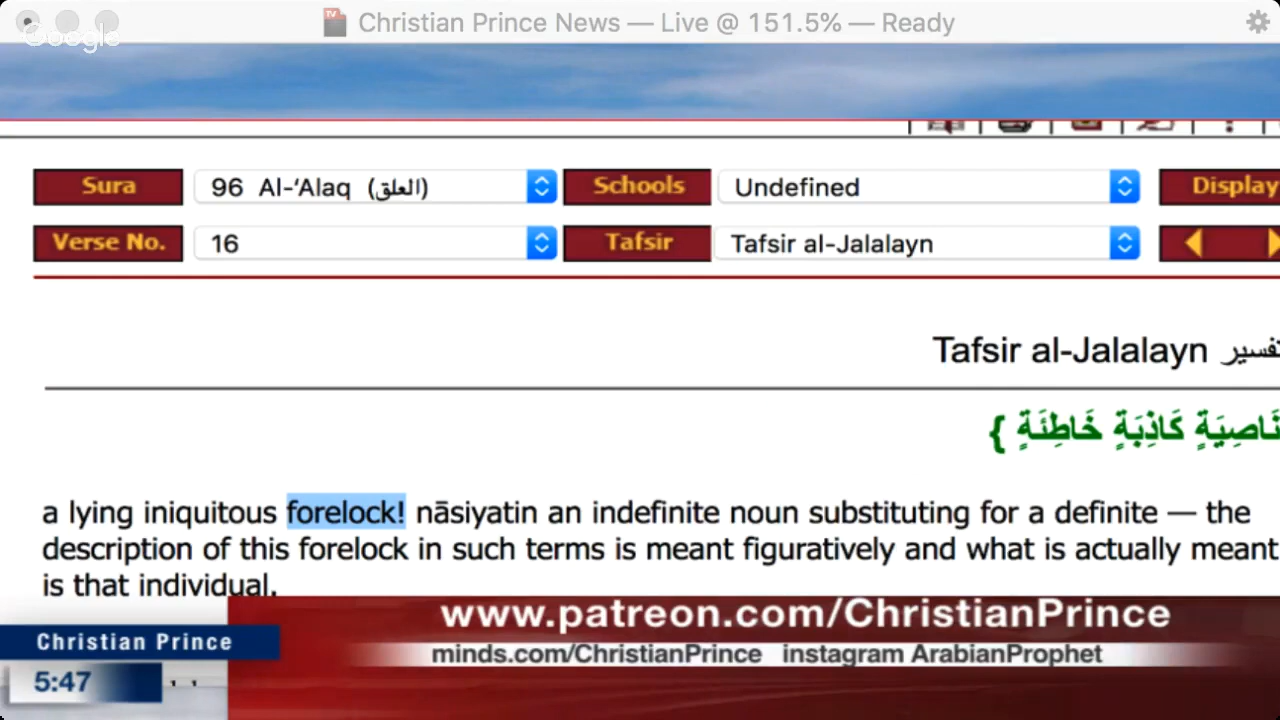 Christian Prince News — Live @ 151.5% — Ready
Google
Sura 96 Al-‘Alaq (العلق) Schools Undefined Display
Verse No. 16 Tafsir Tafsir al-Jalalayn
Tafsir al-Jalalayn
كَاذِبَةٍ خَاطِئَةٍ }
a lying iniquitous forelock! nāsiyatin an indefinite noun substituting for a definite — the
description of this forelock in such terms is meant figuratively and what is actually meant
is that individual.
www.patreon.com/ChristianPrince
Christian Prince
minds.com/ChristianPrince instagram ArabianProphet
5:47